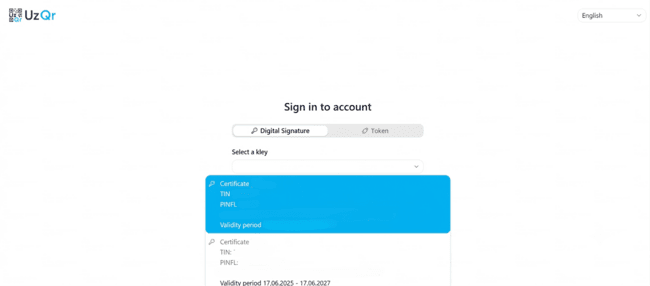 UzQr
English
Sign in to account
Digital Signature
Token
Select a kley
Certificate
TIN
PINFL
Validity period
Certificate
TIN: `
PINFL:
Validity period 17.06.2025 - 17.06.2027